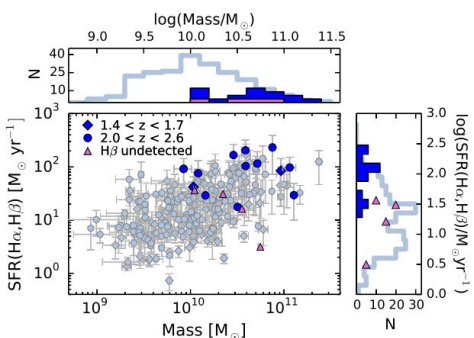 log(Mass/M⊙)
9.0 9.5 10.0 10.5 11.0 11.5
40
30
20
10
N
10³
10²
10¹
10⁰
SFR(Hα,Hβ) [M⊙ yr⁻¹]
1.4 < z < 1.7
2.0 < z < 2.6
Hβ undetected
10⁹ 10¹⁰ 10¹¹
Mass [M⊙]
3.0
2.5
2.0
1.5
1.0
0.5
0.0
log(SFR(Hα,Hβ)/M⊙yr⁻¹)
0 10 20 30
N